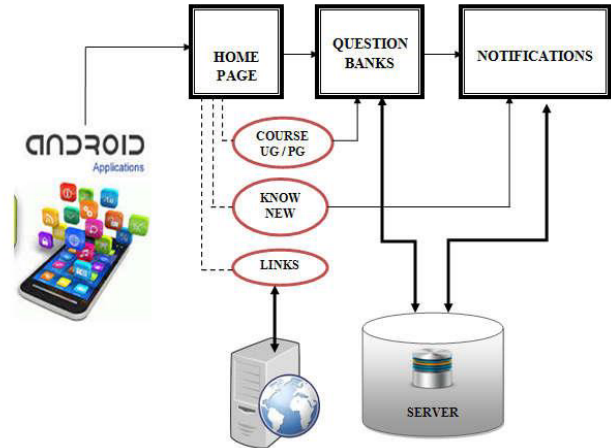 HOME
PAGE
QUESTION
BANKS
NOTIFICATIONS
ANDROID
Applications
COURSE
UG / PG
KNOW
NEW
LINKS
SERVER